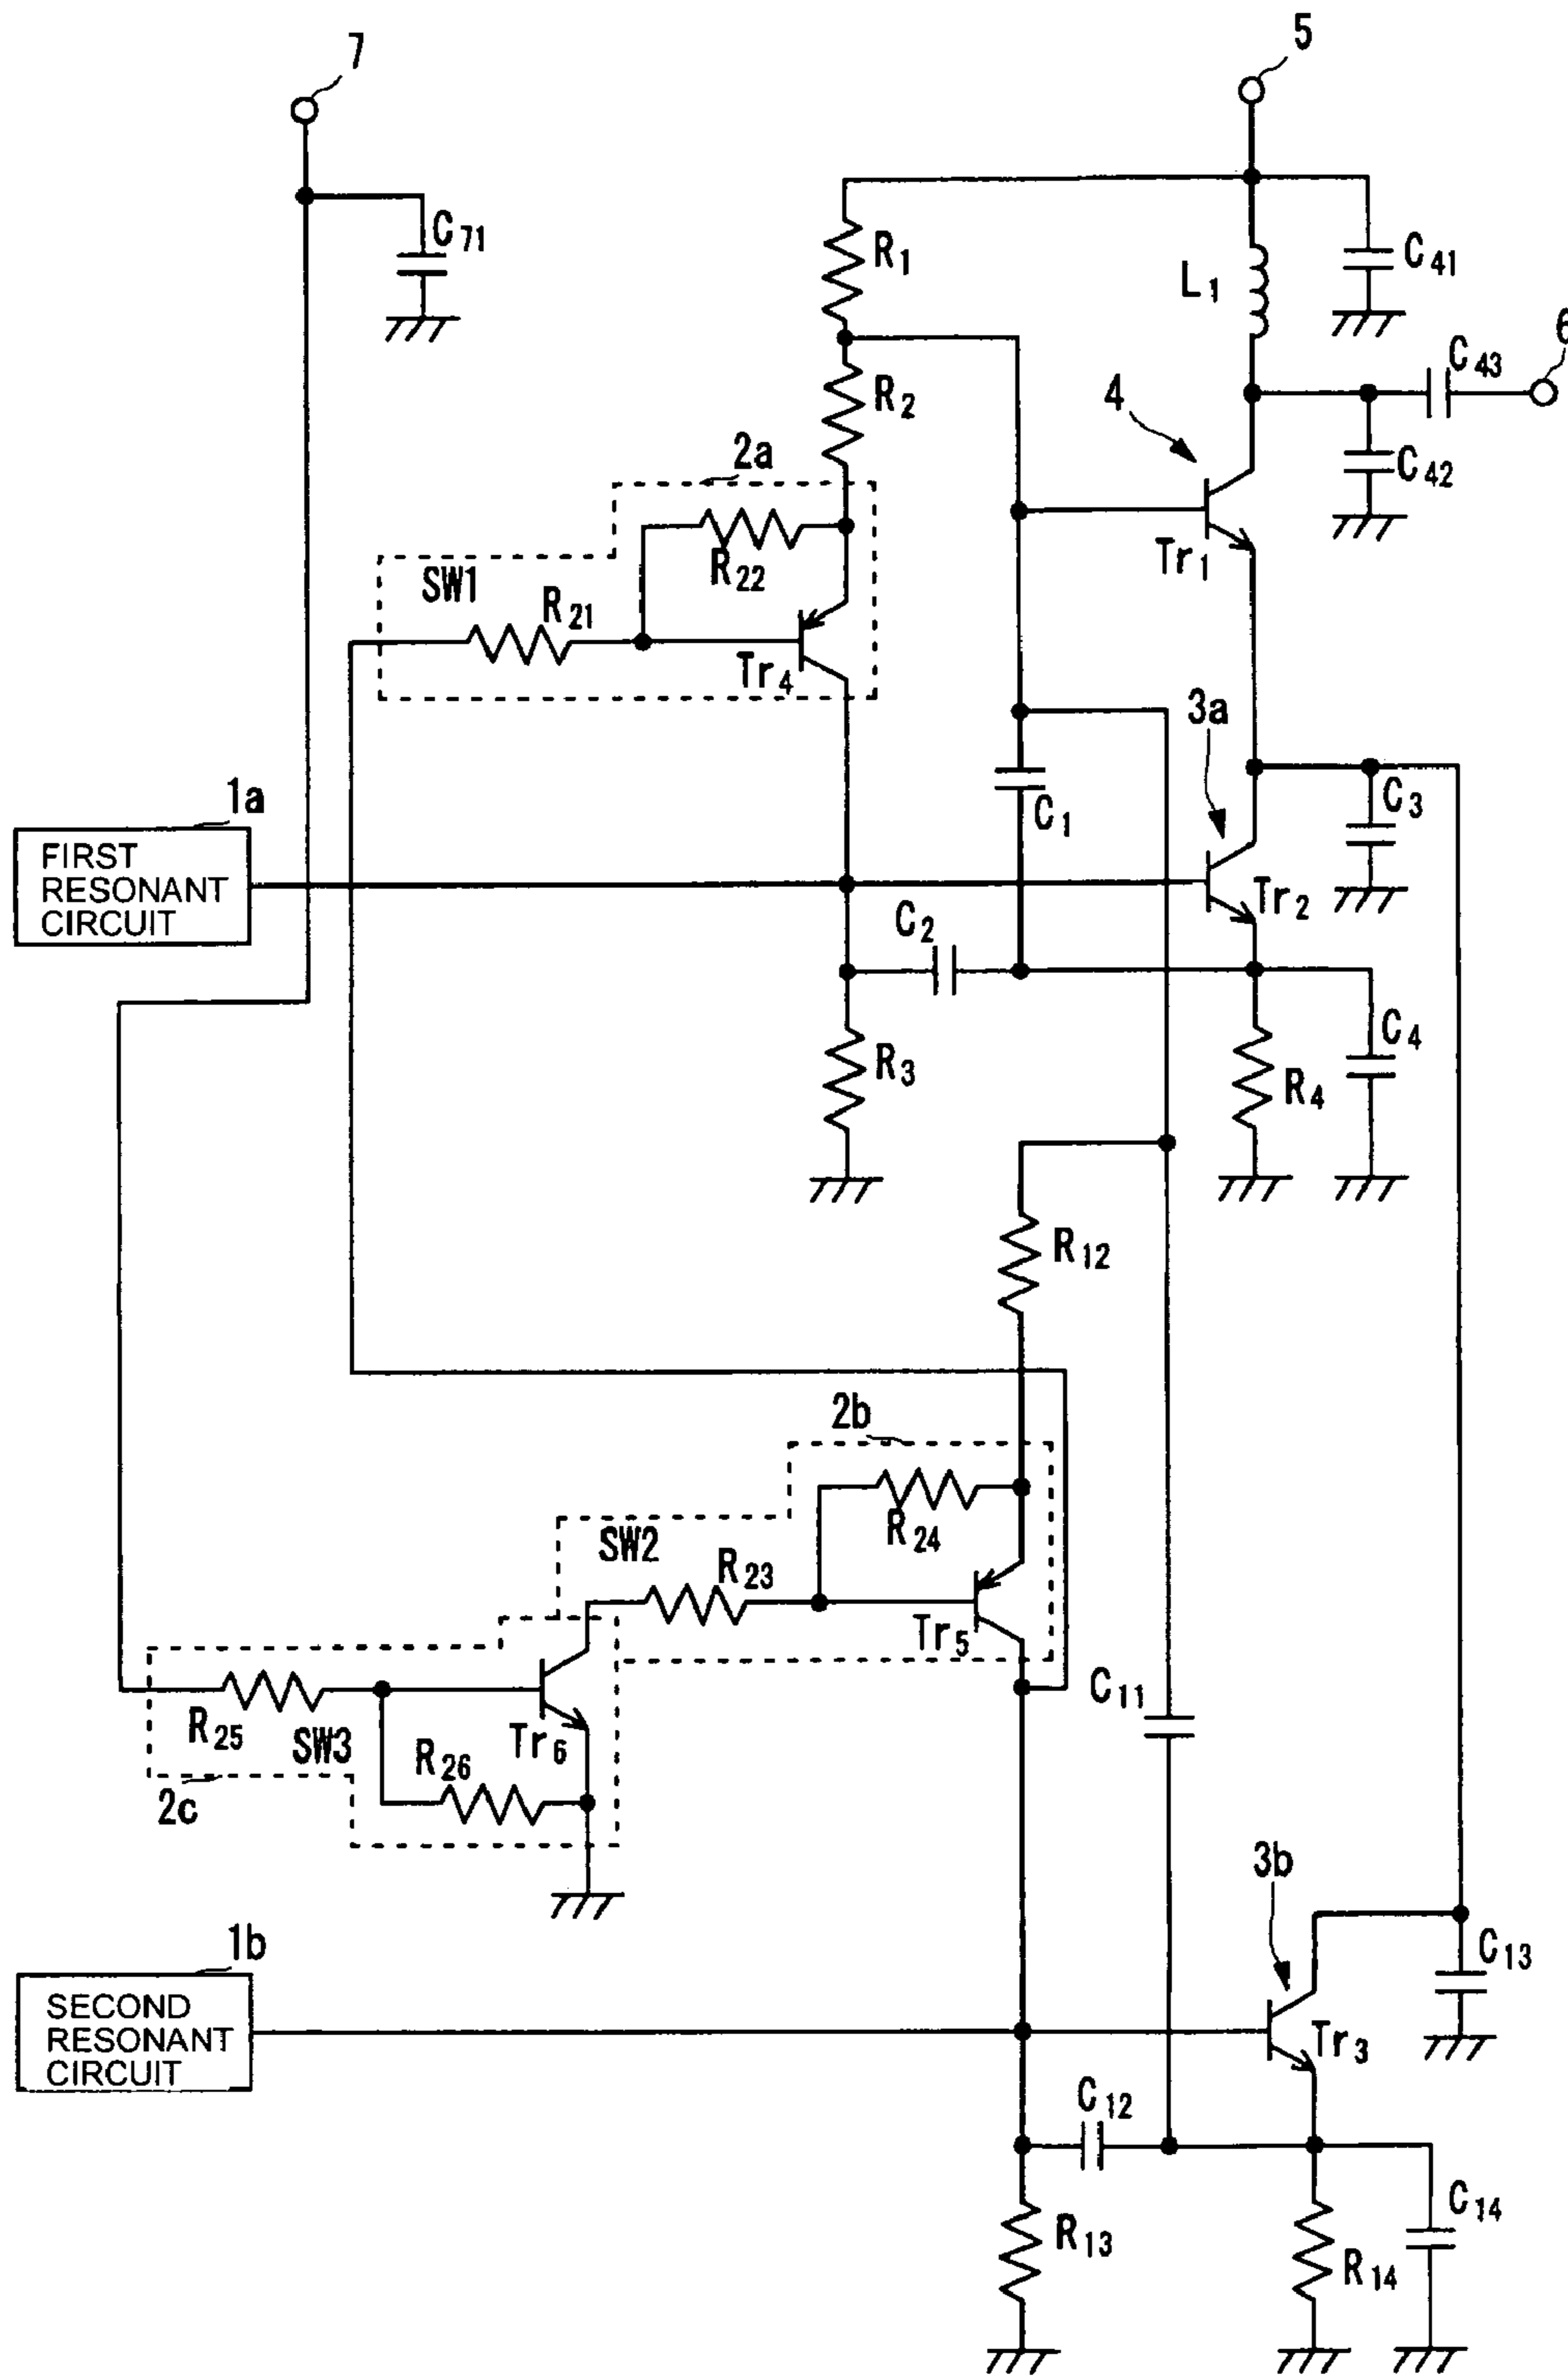 7
5
C71
R1
L1
C41
6
C43
R2
4
2a
C42
R22
Tr1
SW1
R21
Tr4
3a
1a
C3
C1
FIRST
RESONANT
CIRCUIT
Tr2
C2
C4
R3
R4
R12
2b
R24
SW2
R23
Tr5
C11
R25
SW3
Tr6
R26
2c
3b
1b
C13
SECOND
RESONANT
CIRCUIT
Tr3
C12
C14
R13
R14